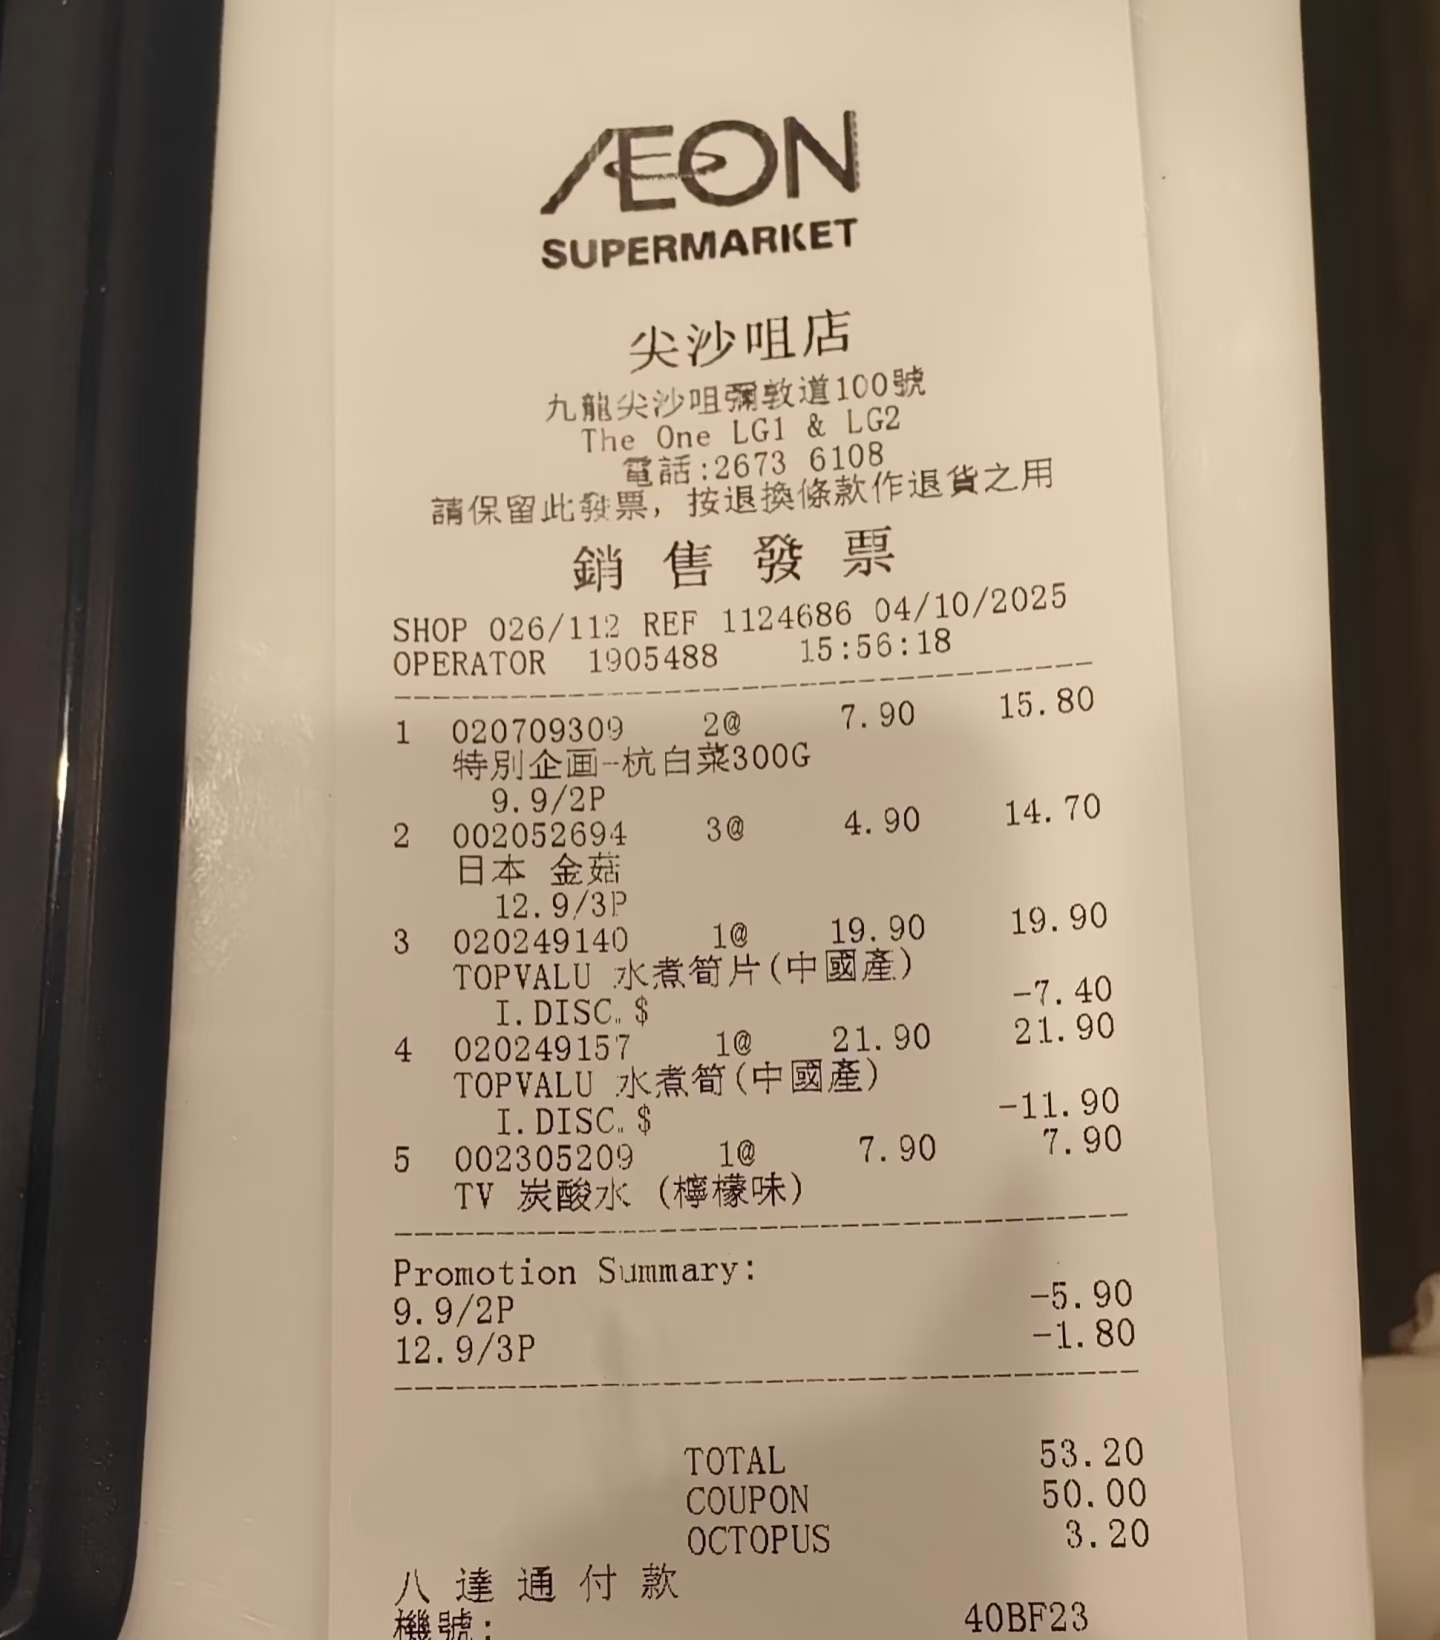 ÆON
SUPERMARKET
尖沙咀店
九龍尖沙咀彌敦道100號
The One LG1 & LG2
電話:2673 6108
請保留此發票, 按退換條款作退貨之用
銷 售 發 票
SHOP 026/112 REF 1124686 04/10/2025
OPERATOR 1905488 15:56:18
1 020709309 2@ 7.90 15.80
特別企画-杭白菜300G
9.9/2P
2 002052694 3@ 4.90 14.70
日本 金菇
12.9/3P
3 020249140 1@ 19.90 19.90
TOPVALU 水煮筍片(中國產)
I.DISC.$ -7.40
4 020249157 1@ 21.90 21.90
TOPVALU 水煮筍(中國產)
I.DISC.$ -11.90
5 002305209 1@ 7.90 7.90
TV 炭酸水 (檸檬味)
Promotion Summary:
9.9/2P -5.90
12.9/3P -1.80
TOTAL 53.20
COUPON 50.00
OCTOPUS 3.20
八 達 通 付 款
機號: 40BF23